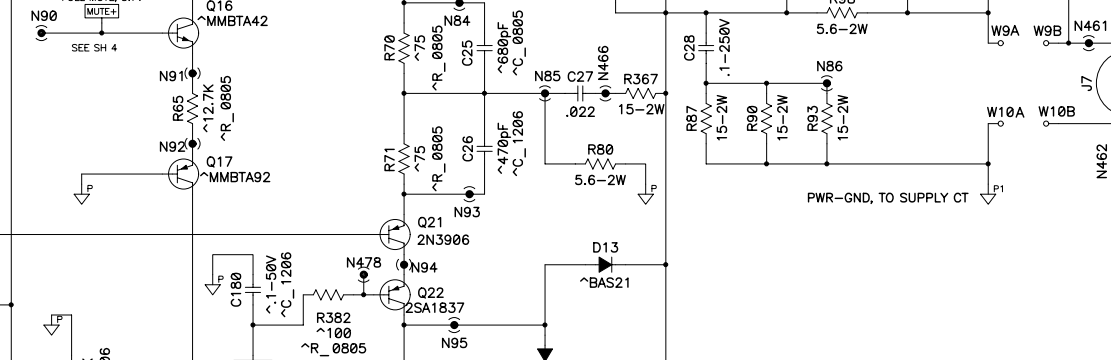 Q16
^MMBTA42
MUTE+
N90
SEE SH 4
N91
R65
^12.7K
^R_0805
N92
Q17
^MMBTA92
P
N84
R70
^75
^R_0805
C25
^680pF
^C_0805
N85
C27
.022
N466
R367
15-2W
R71
^75
^R_0805
C26
^470pF
^C_1206
N93
R80
5.6-2W
P
5.6-2W
C28
.1-250V
N86
R87
15-2W
R90
15-2W
R93
15-2W
W9A
W9B
N461
J7
W10A
W10B
N462
PWR-GND, TO SUPPLY CT
P1
Q21
2N3906
N94
N478
Q22
2SA1837
P
C180
^.1-50V
^C_1206
R382
^100
^R_0805
N95
D13
^BAS21
P